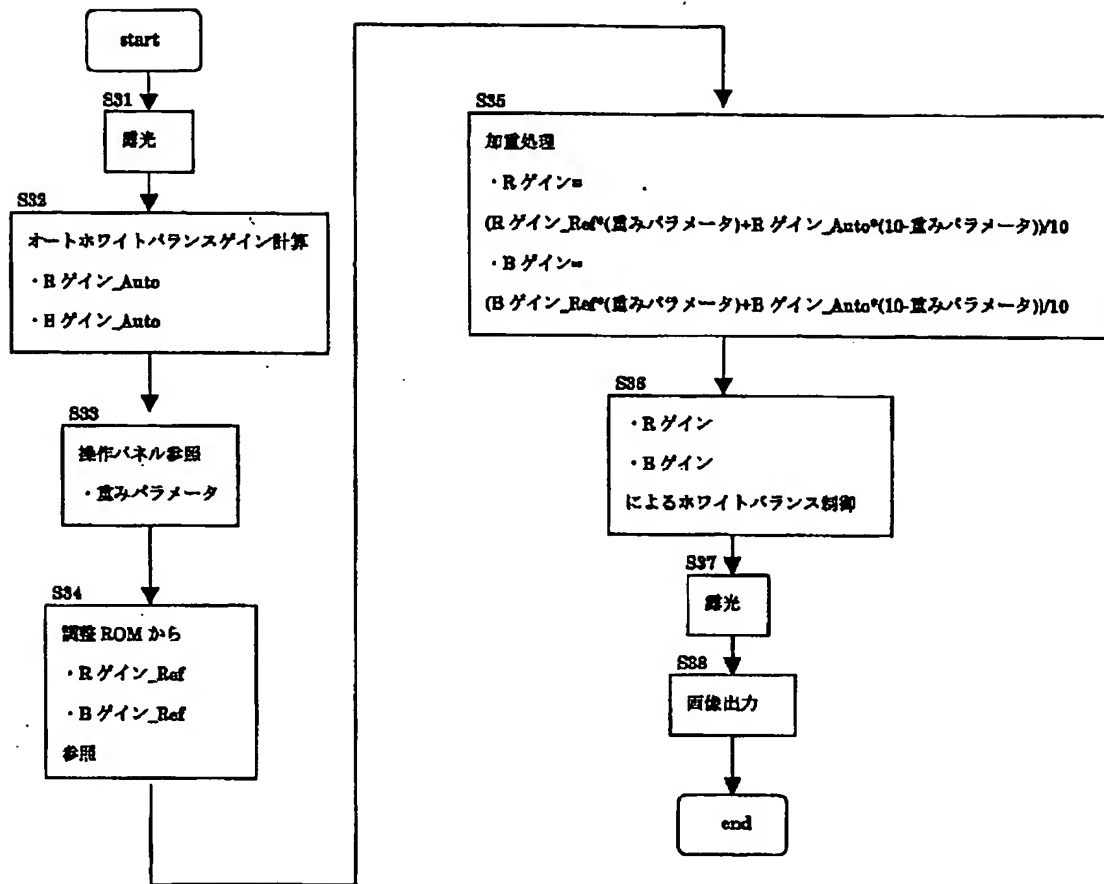 start
S31
露光
S32
オートホワイトバランスゲイン計算
・Rゲイン_Auto
・Bゲイン_Auto
S33
操作パネル参照
・重みパラメータ
S34
調整ROMから
・Rゲイン_Ref
・Bゲイン_Ref
参照
S35
加重処理
・Rゲイン=
(Rゲイン_Ref*(重みパラメータ)+Rゲイン_Auto*(10-重みパラメータ))/10
・Bゲイン=
(Bゲイン_Ref*(重みパラメータ)+Bゲイン_Auto*(10-重みパラメータ))/10
S36
・Rゲイン
・Bゲイン
によるホワイトバランス制御
S37
露光
S38
画像出力
end